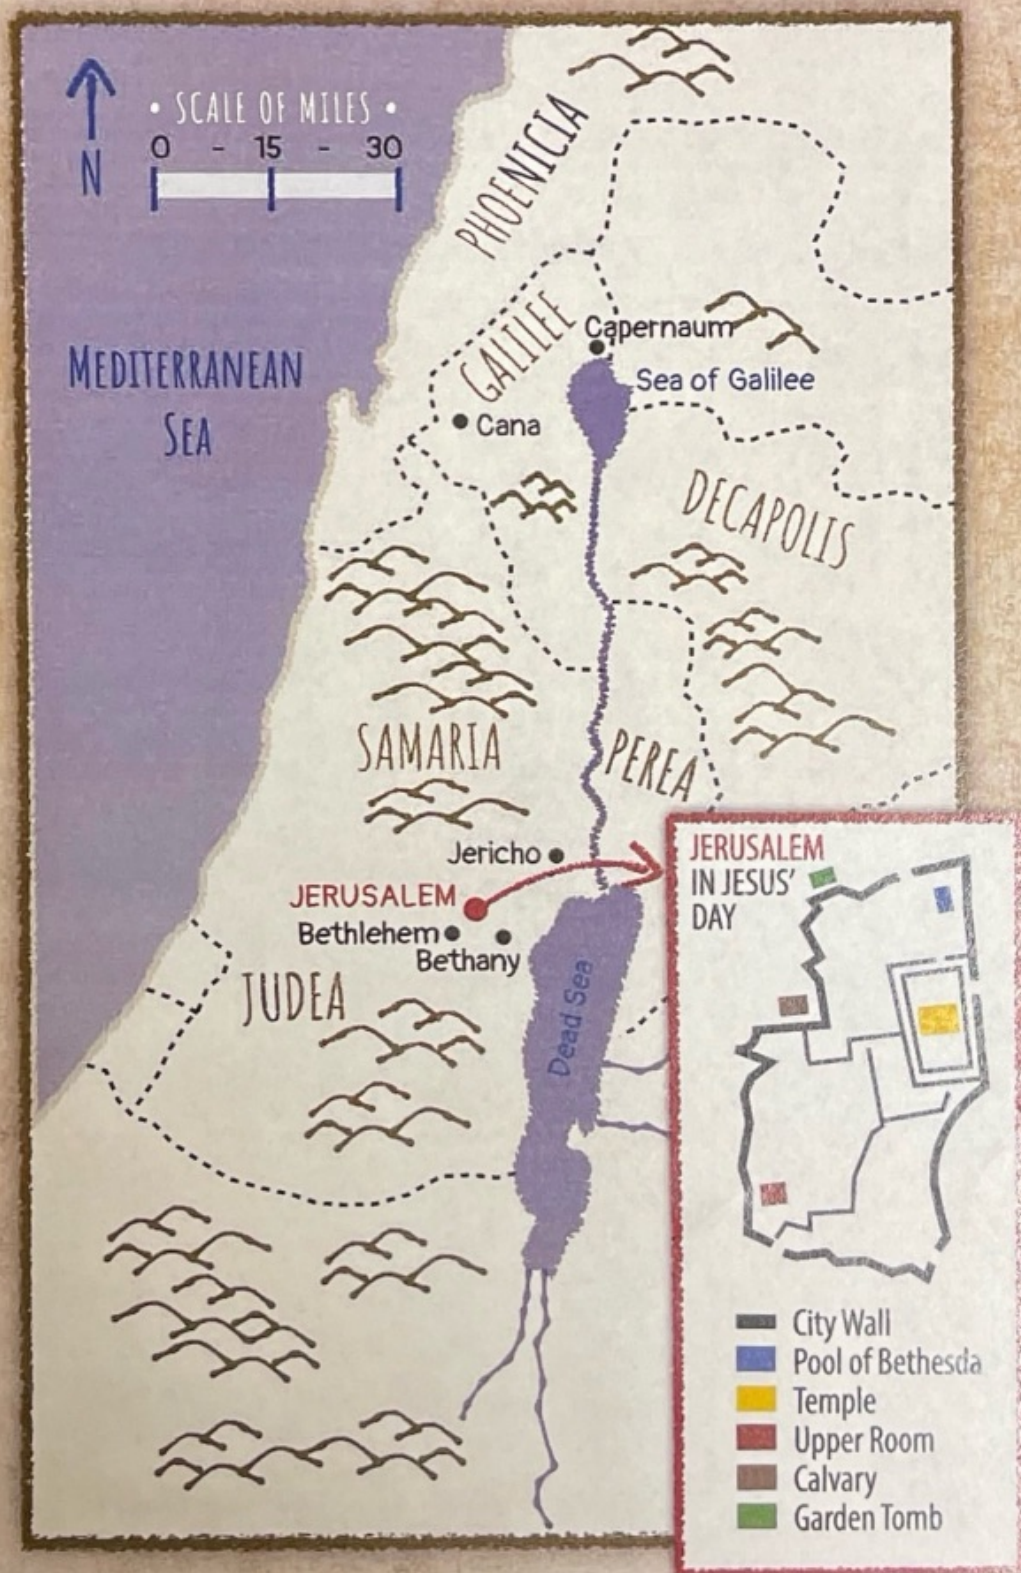 • SCALE OF MILES •
0 - 15 - 30
N
PHOENICIA
MEDITERRANEAN
SEA
GALILEE
Capernaum
Sea of Galilee
Cana
DECAPOLIS
SAMARIA
PEREA
Jericho
JERUSALEM
Bethlehem
Bethany
JUDEA
Dead Sea
JERUSALEM
IN JESUS'
DAY
City Wall
Pool of Bethesda
Temple
Upper Room
Calvary
Garden Tomb